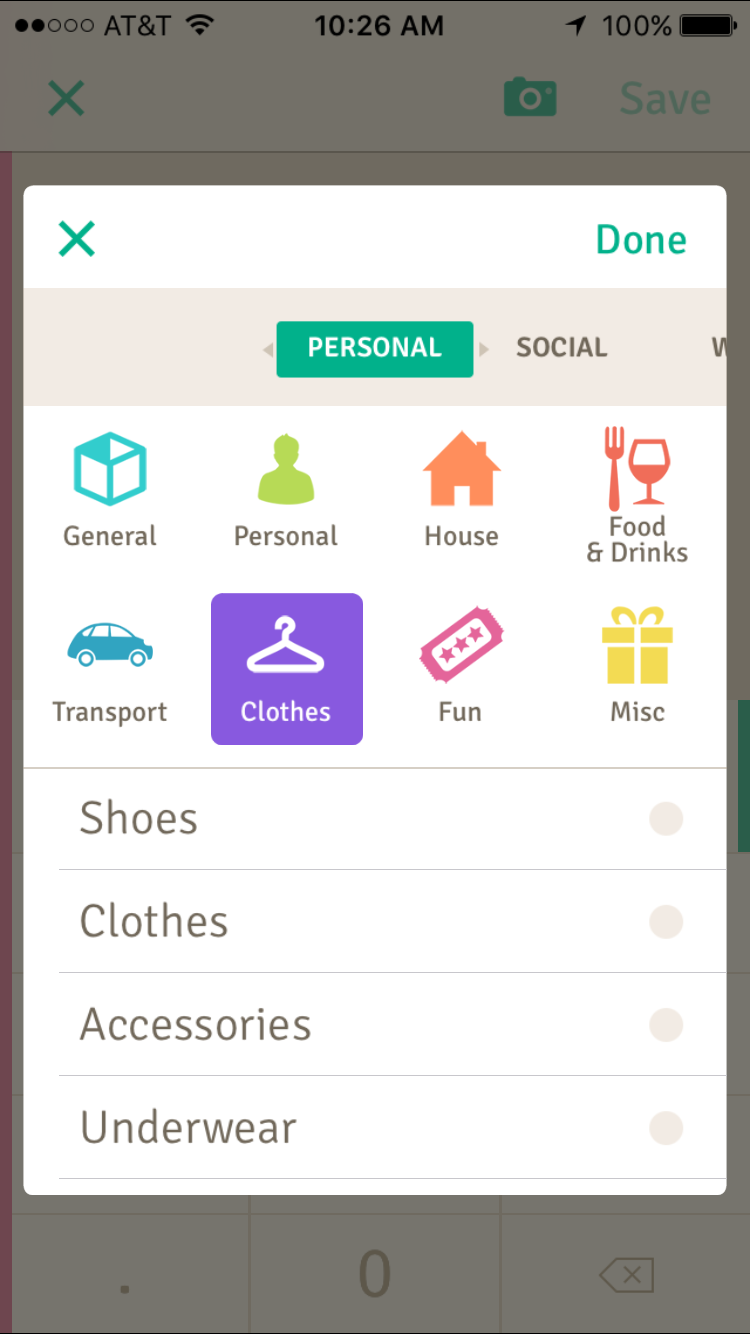 AT&T 10:26 AM 100%
Save
Done
PERSONAL SOCIAL
General Personal House Food
& Drinks
Transport Clothes Fun Misc
Shoes
Clothes
Accessories
Underwear
. 0